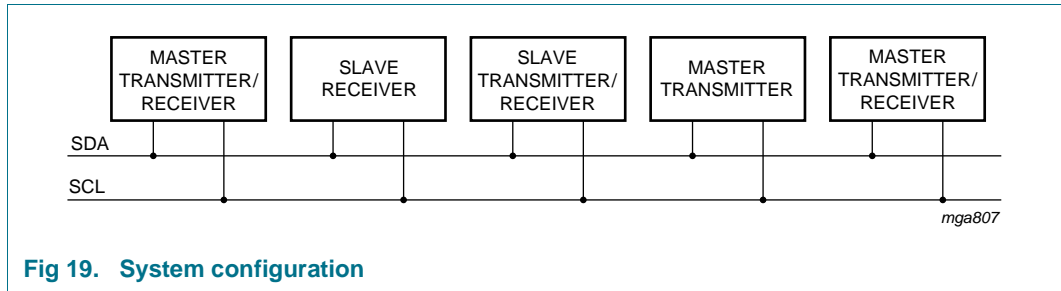 MASTER
TRANSMITTER/
RECEIVER
SLAVE
RECEIVER
SLAVE
TRANSMITTER/
RECEIVER
MASTER
TRANSMITTER
MASTER
TRANSMITTER/
RECEIVER
SDA
SCL
mga807
Fig 19. System configuration